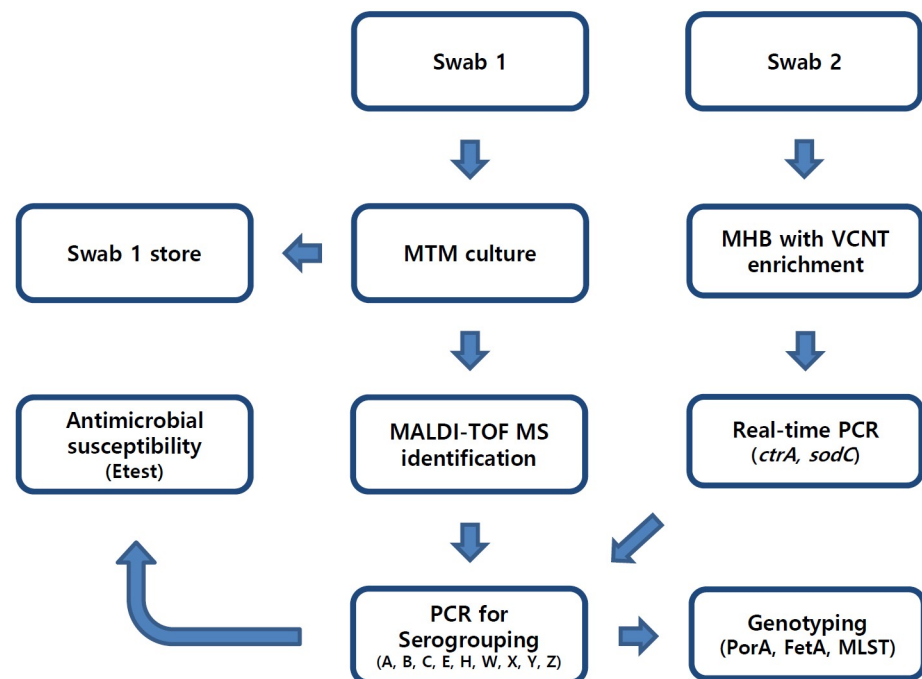 Swab 1
Swab 2
Swab 1 store
MTM culture
MHB with VCNT
enrichment
Antimicrobial
susceptibility
(Etest)
MALDI-TOF MS
identification
Real-time PCR
(ctrA, sodC)
PCR for
Serogrouping
(A, B, C, E, H, W, X, Y, Z)
Genotyping
(PorA, FetA, MLST)